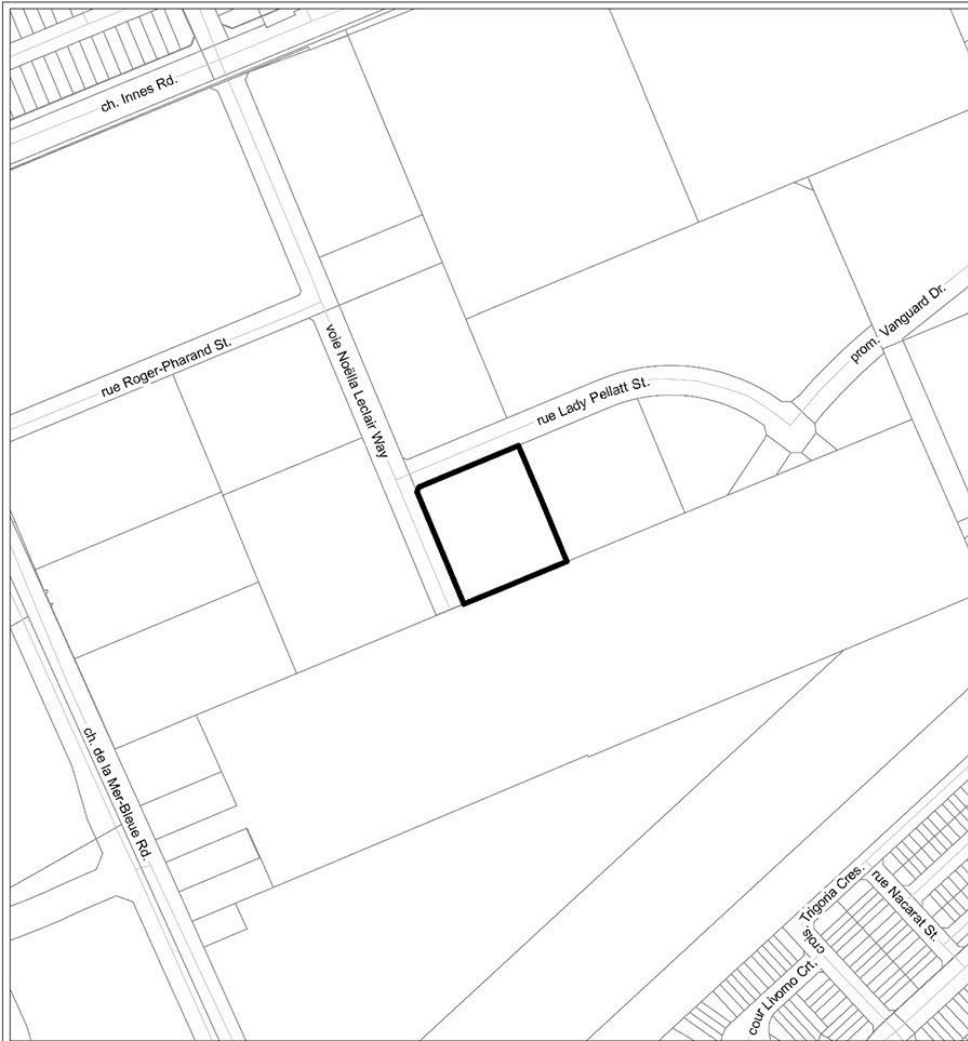 ch. Innes Rd.
prom. Vanguard Dr.
rue Roger-Pharand St.
voie Noëlla Leclair Way
rue Lady Pellatt St.
ch. de la Mer-Bleue Rd.
crois. Trigoria Cres.
rue Nacarat St.
cour Livorno Crt.